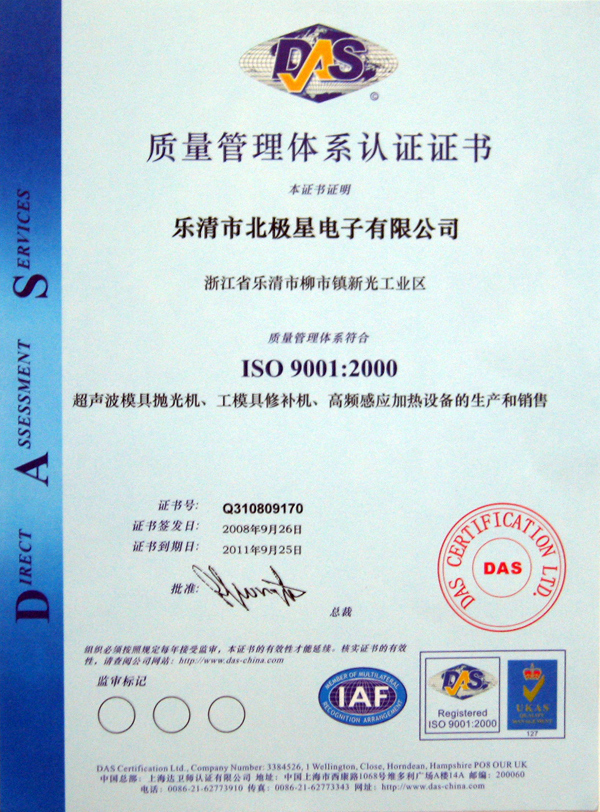 DAS
©
质量管理体系认证证书
本证书证明
乐清市北极星电子有限公司
浙江省乐清市柳市镇新光工业区
质量管理体系符合
ISO 9001:2000
超声波模具抛光机、工模具修补机、高频感应加热设备的生产和销售
证书号: Q310809170
证书签发日: 2008年9月26日
证书到期日: 2011年9月25日
批准:
总裁
DAS CERTIFICATION LTD.
DAS
组织必须按照规定每年接受监审，本证书的有效性才能延续。核实证书的有效
性，请查阅公司网站：http://www.das-china.com
监审标记
MEMBER OF MULTILATERAL
IAF
RECOGNITION ARRANGEMENT
DAS
Registered
ISO 9001:2000
UKAS
QUALITY
MANAGEMENT
127
DAS Certification Ltd., Company Number: 3384526, 1 Wellington, Close, Horndean, Hampshire PO8 OUR UK
中国总部：上海达卫师认证有限公司 地址：中国上海市西康路1068号维多利广场A楼14A 邮编：200060
电话：0086-21-62773910 传真：0086-21-62773343 网址：http://www.das-china.com
DIRECT ASSESSMENT SERVICES